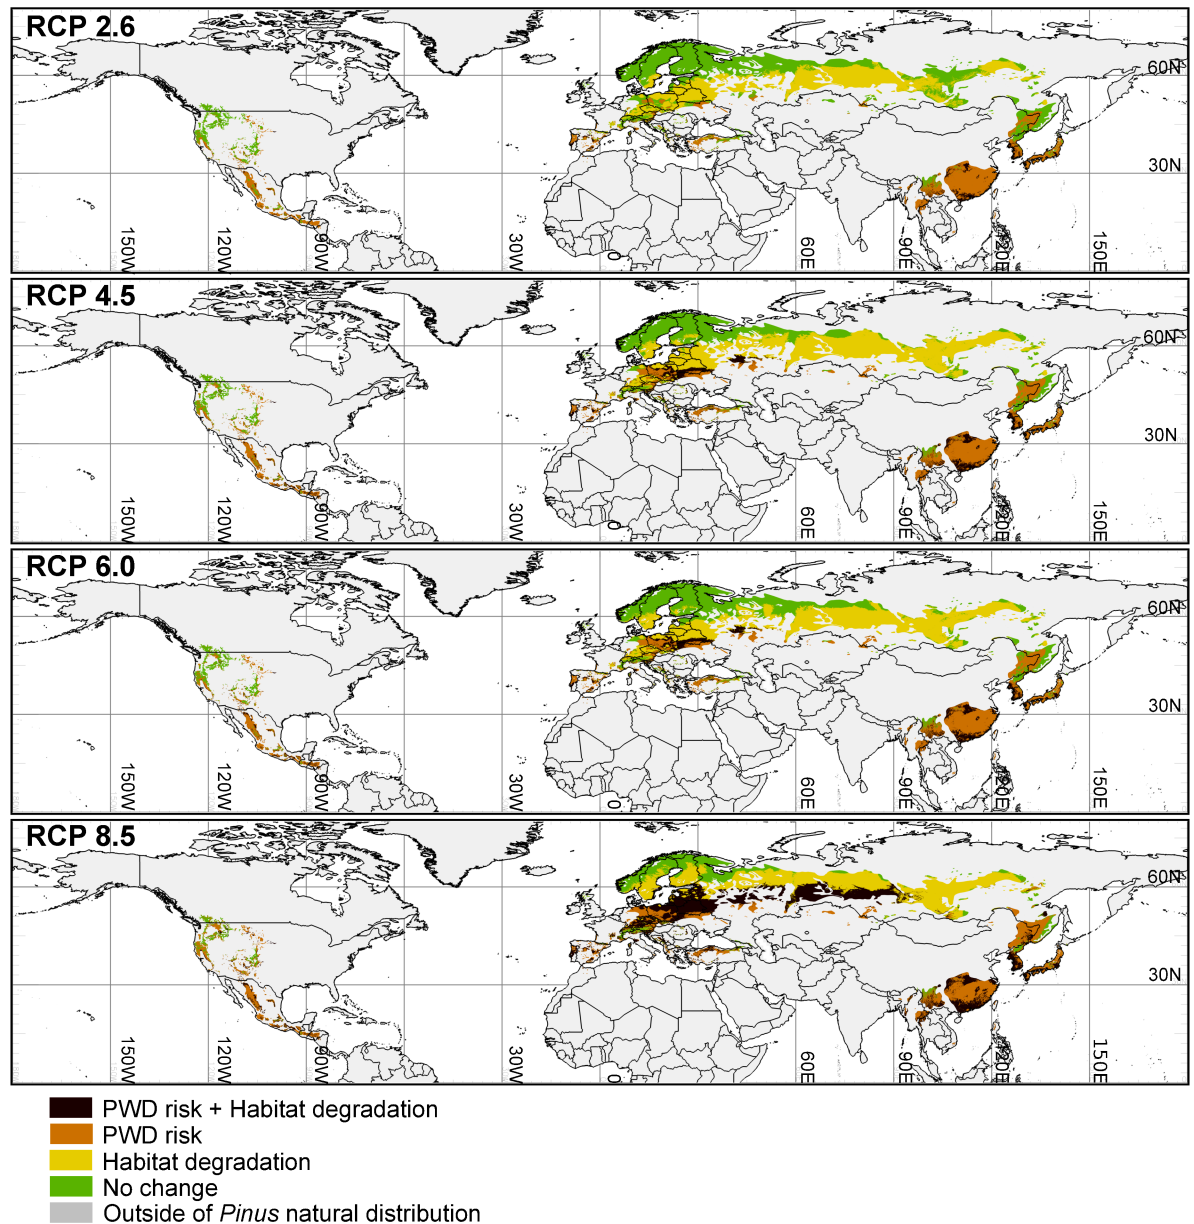 RCP 2.6
60N
30N
150W
120W
90W
30W
0
60E
90E
120E
150E
RCP 4.5
60N
30N
150W
120W
90W
30W
0
60E
90E
120E
150E
RCP 6.0
60N
30N
150W
120W
90W
30W
0
60E
90E
120E
150E
RCP 8.5
60N
30N
150W
120W
90W
30W
0
60E
90E
120E
150E
PWD risk + Habitat degradation
PWD risk
Habitat degradation
No change
Outside of Pinus natural distribution